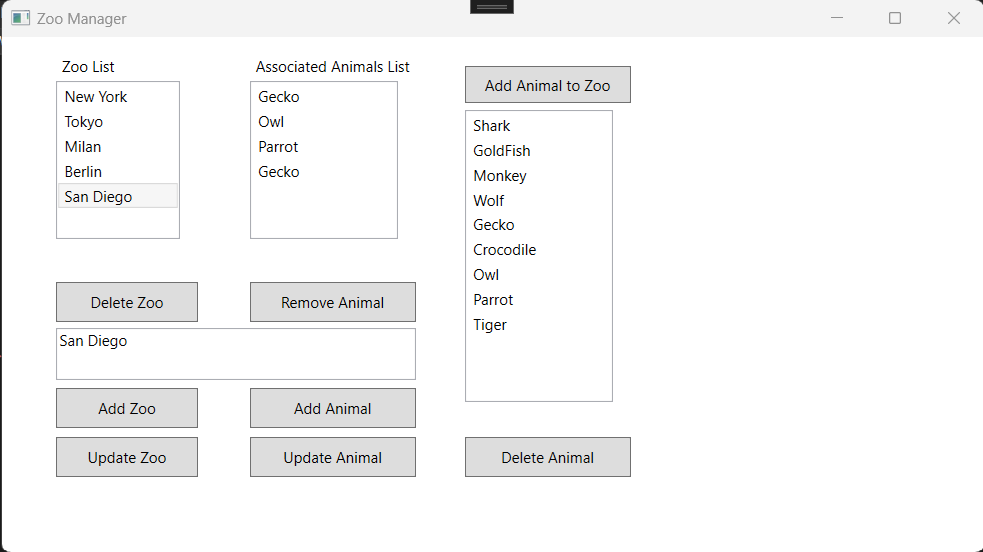 Zoo Manager
Zoo List
New York
Tokyo
Milan
Berlin
San Diego
Associated Animals List
Gecko
Owl
Parrot
Gecko
Add Animal to Zoo
Shark
GoldFish
Monkey
Wolf
Gecko
Crocodile
Owl
Parrot
Tiger
Delete Zoo
Remove Animal
San Diego
Add Zoo
Add Animal
Update Zoo
Update Animal
Delete Animal